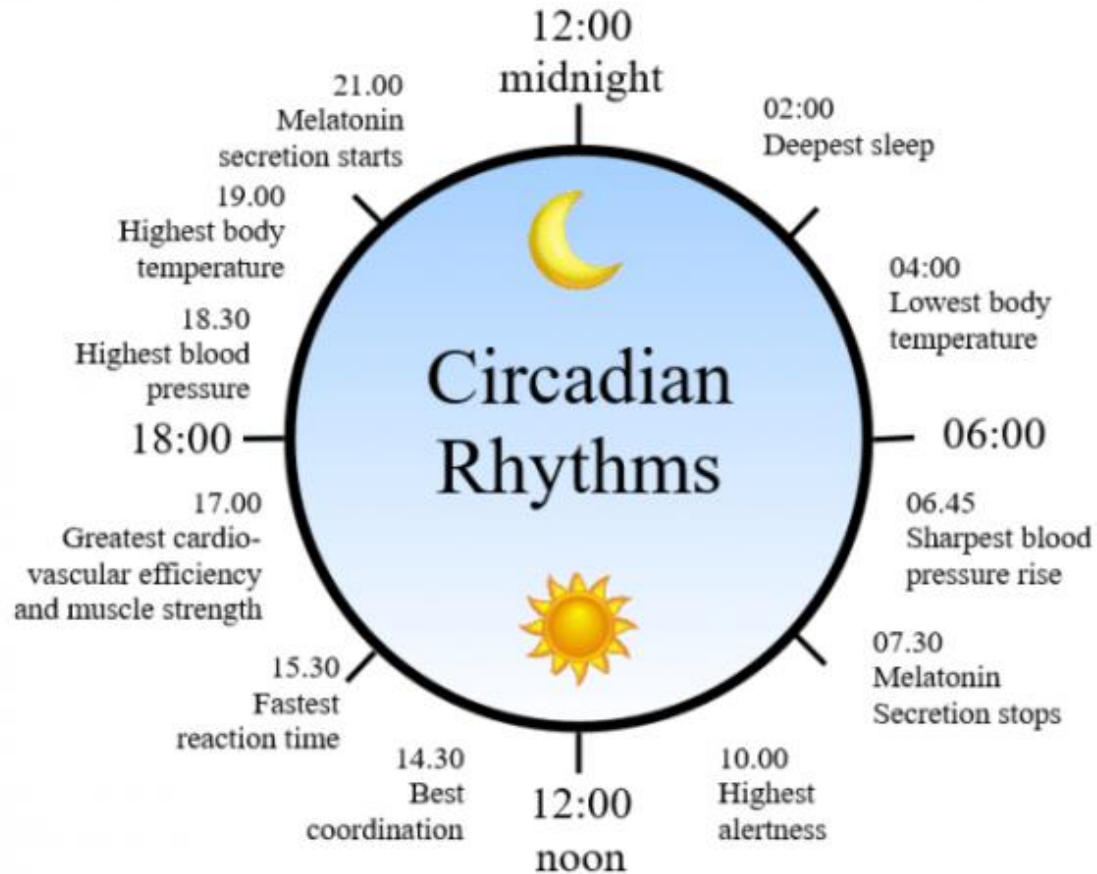 12:00
midnight
02:00
Deepest sleep
04:00
Lowest body
temperature
06:00
06.45
Sharpest blood
pressure rise
07.30
Melatonin
Secretion stops
10.00
Highest
alertness
12:00
noon
14.30
Best
coordination
15.30
Fastest
reaction time
17.00
Greatest cardio-
vascular efficiency
and muscle strength
18:00
18.30
Highest blood
pressure
19.00
Highest body
temperature
21.00
Melatonin
secretion starts
Circadian
Rhythms